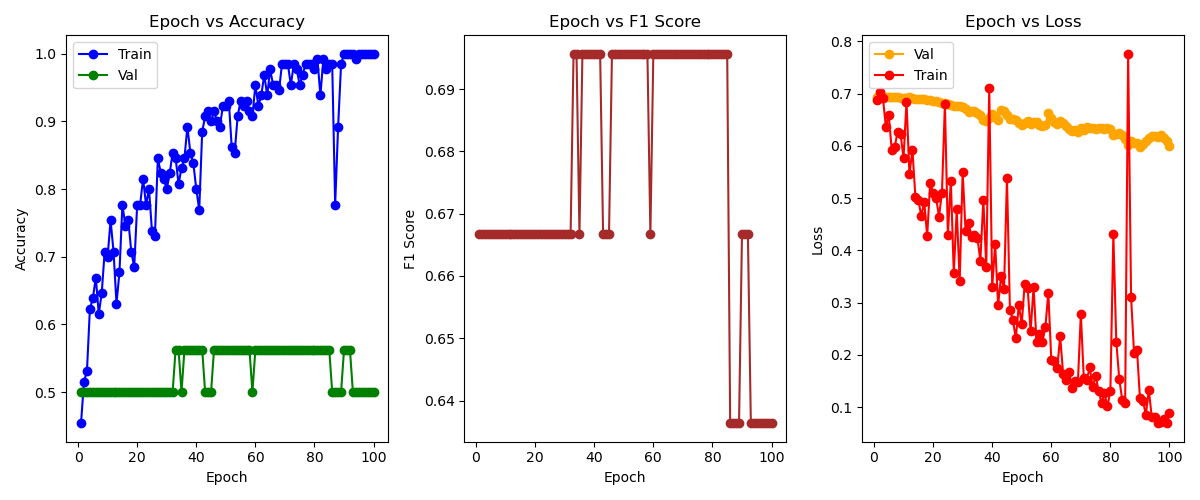 Epoch vs Accuracy
Train
Val
1.0
0.9
0.8
0.7
0.6
0.5
Accuracy
0 20 40 60 80 100
Epoch
Epoch vs F1 Score
0.69
0.68
0.67
0.66
0.65
0.64
F1 Score
0 20 40 60 80 100
Epoch
Epoch vs Loss
Val
Train
0.8
0.7
0.6
0.5
0.4
0.3
0.2
0.1
Loss
0 20 40 60 80 100
Epoch